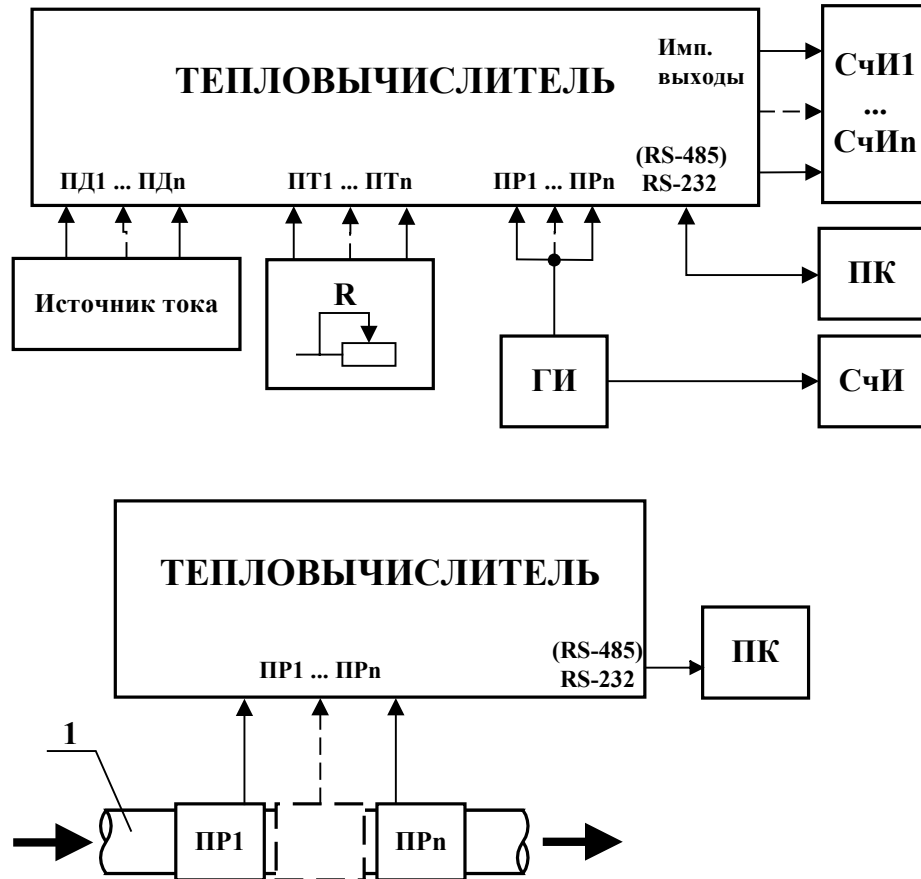 Имп.
выходы
ТЕПЛОВЫЧИСЛИТЕЛЬ
СчИ1
...
СчИn
(RS-485)
RS-232
ПД1 ... ПДn
ПТ1 ... ПТn
ПР1 ... ПРn
Источник тока
R
ПК
ГИ
СчИ
ТЕПЛОВЫЧИСЛИТЕЛЬ
(RS-485)
RS-232
ПР1 ... ПРn
ПК
1
ПР1
ПРn